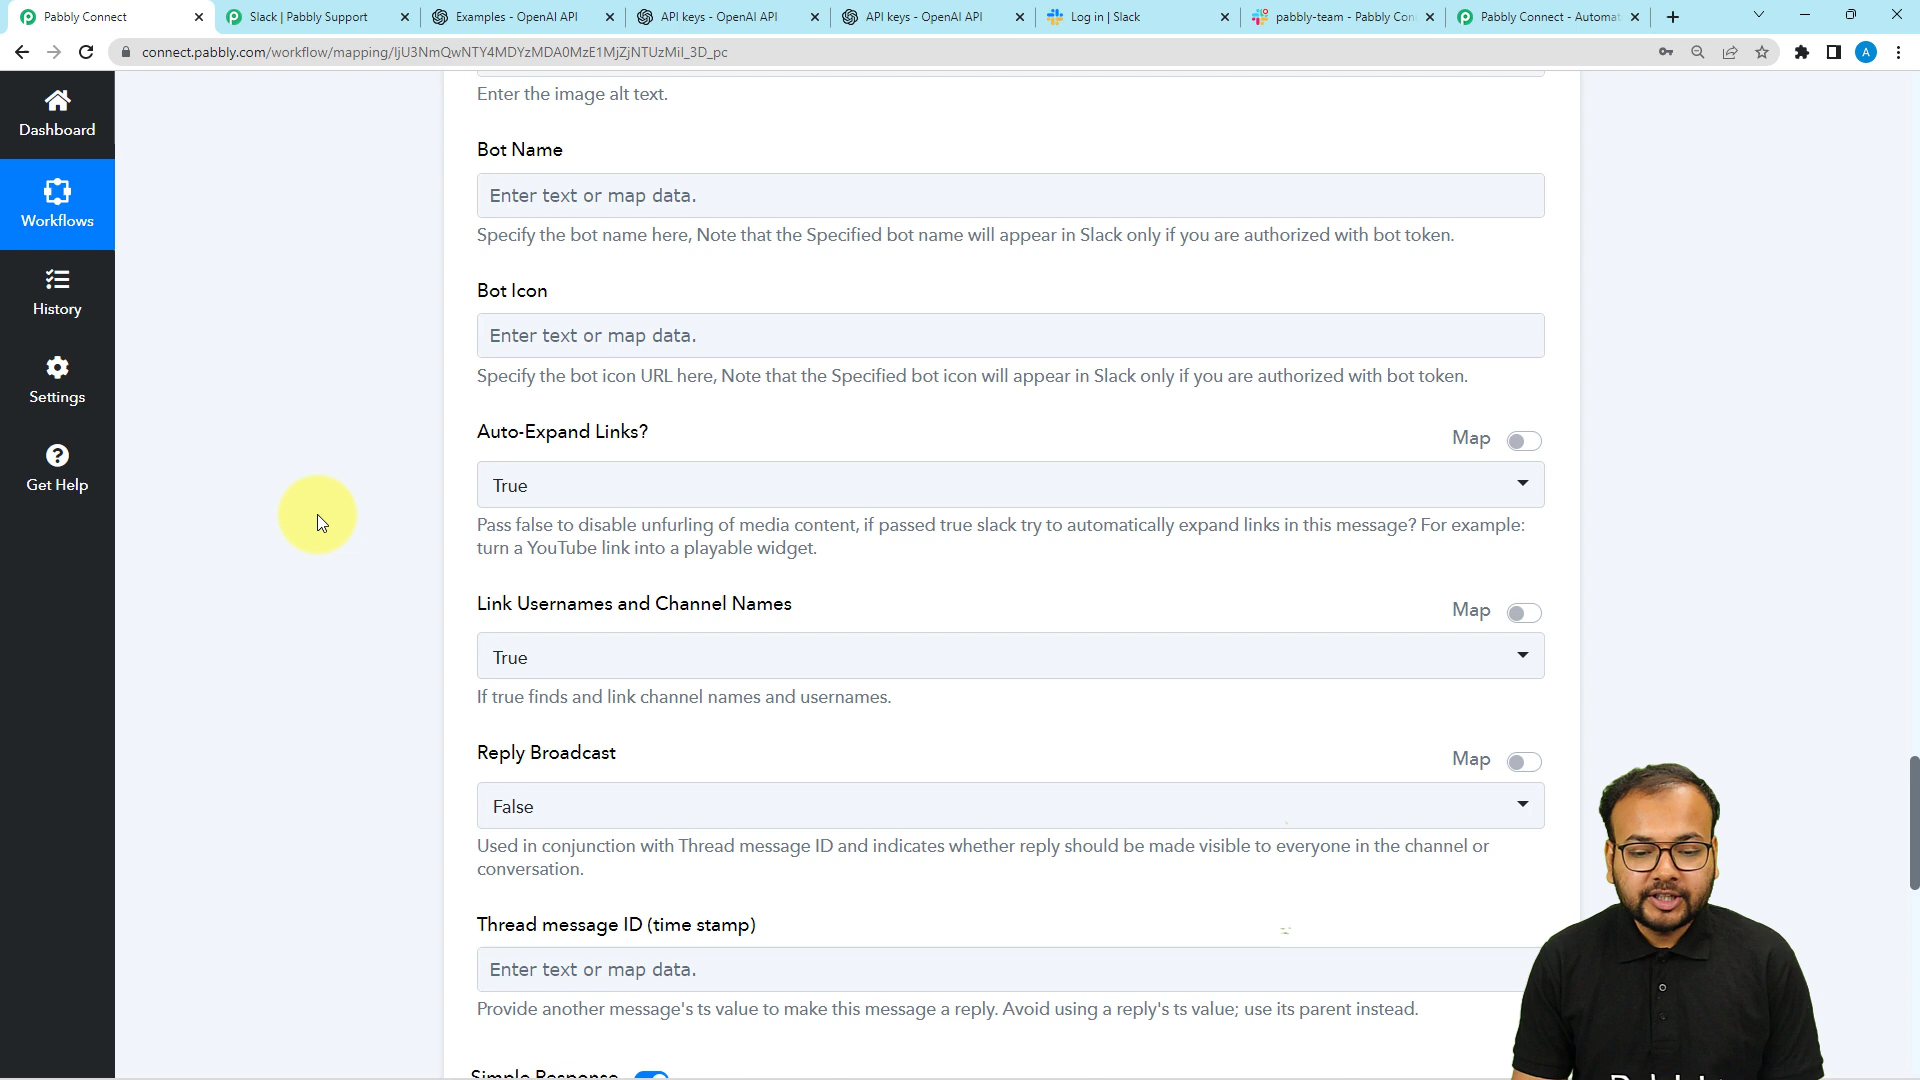 Pabbly Connect
Slack | Pabbly Support
Examples - OpenAI API
API keys - OpenAI API
API keys - OpenAI API
Log in | Slack
pabbly-team - Pabbly Con
Pabbly Connect - Automat
connect.pabbly.com/workflow/mapping/IjU3NmQwNTY4MDYzMDA0MzE1MjZjNTUzMiI_3D_pc
A
Dashboard
Workflows
History
Settings
Get Help
Enter the image alt text.
Bot Name
Enter text or map data.
Specify the bot name here, Note that the Specified bot name will appear in Slack only if you are authorized with bot token.
Bot Icon
Enter text or map data.
Specify the bot icon URL here, Note that the Specified bot icon will appear in Slack only if you are authorized with bot token.
Auto-Expand Links?
Map
True
Pass false to disable unfurling of media content, if passed true slack try to automatically expand links in this message? For example:
turn a YouTube link into a playable widget.
Link Usernames and Channel Names
Map
True
If true finds and link channel names and usernames.
Reply Broadcast
Map
False
Used in conjunction with Thread message ID and indicates whether reply should be made visible to everyone in the channel or
conversation.
Thread message ID (time stamp)
Enter text or map data.
Provide another message's ts value to make this message a reply. Avoid using a reply's ts value; use its parent instead.
Simple Response